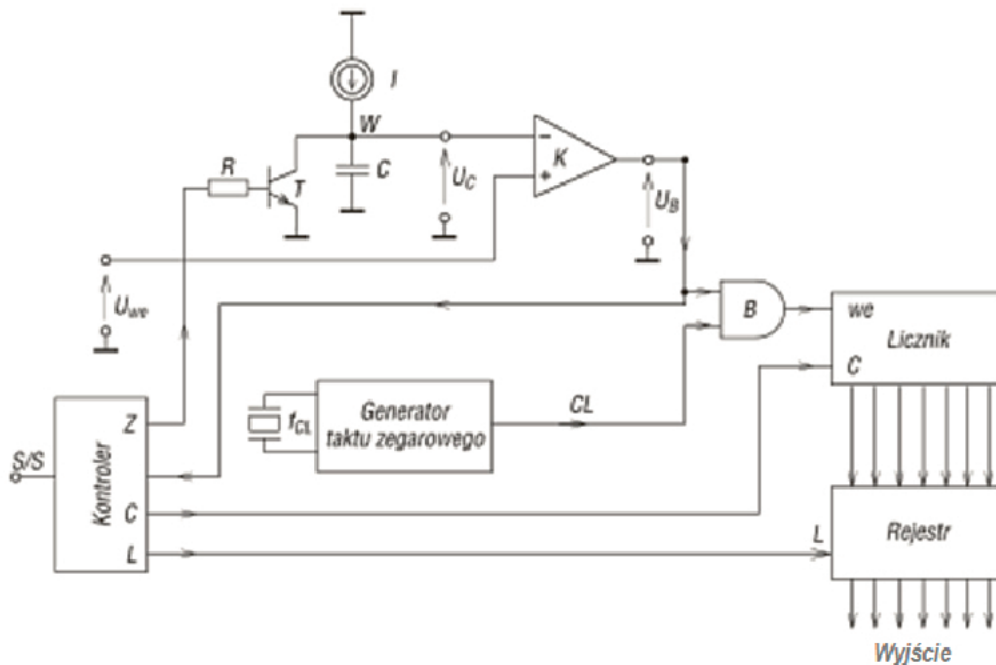 I
W
R
T
C
U_C
K
U_B
U_we
B
we
Licznik
C
Generator
taktu zegarowego
f_CL
CL
S/S
Kontroler
Z
C
L
L
Rejestr
Wyjście